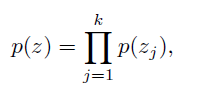 p(z) = ∏_{j=1}^{k} p(z_j),